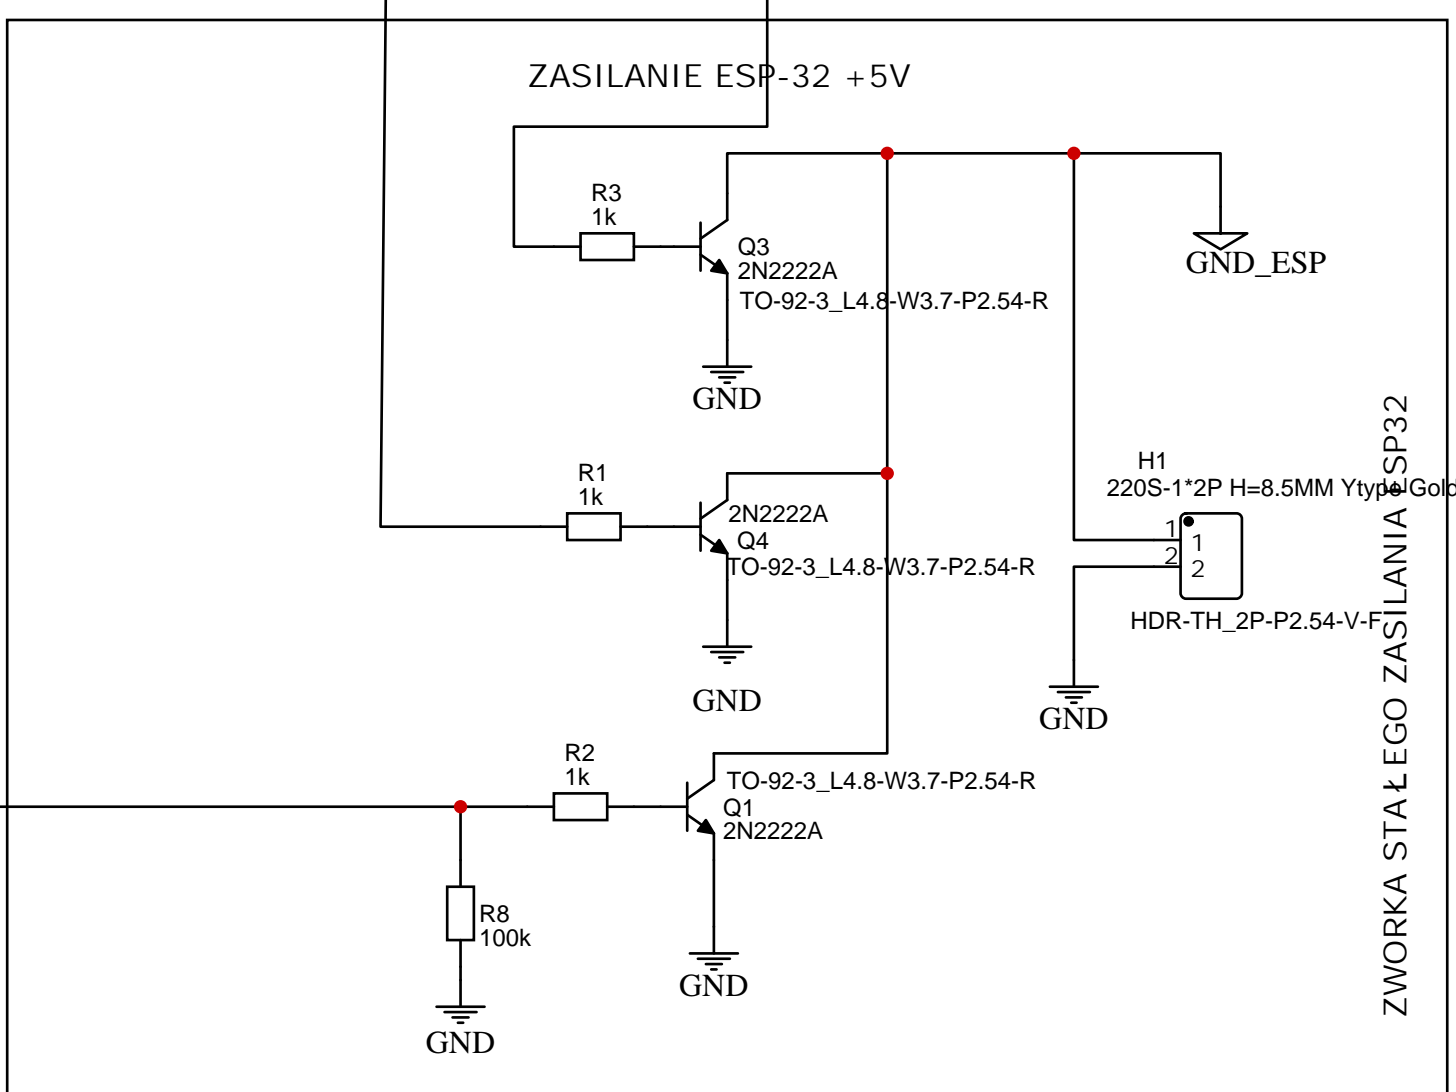 ZASILANIE ESP-32 +5V
R3
1k
Q3
2N2222A
TO-92-3_L4.8-W3.7-P2.54-R
GND_ESP
GND
R1
1k
2N2222A
Q4
TO-92-3_L4.8-W3.7-P2.54-R
GND
H1
220S-1*2P H=8.5MM Ytype Gold
1
1
2
2
HDR-TH_2P-P2.54-V-F
GND
R2
1k
TO-92-3_L4.8-W3.7-P2.54-R
Q1
2N2222A
R8
100k
GND
GND
ZWORKA STAŁEGO ZASILANIA ESP32